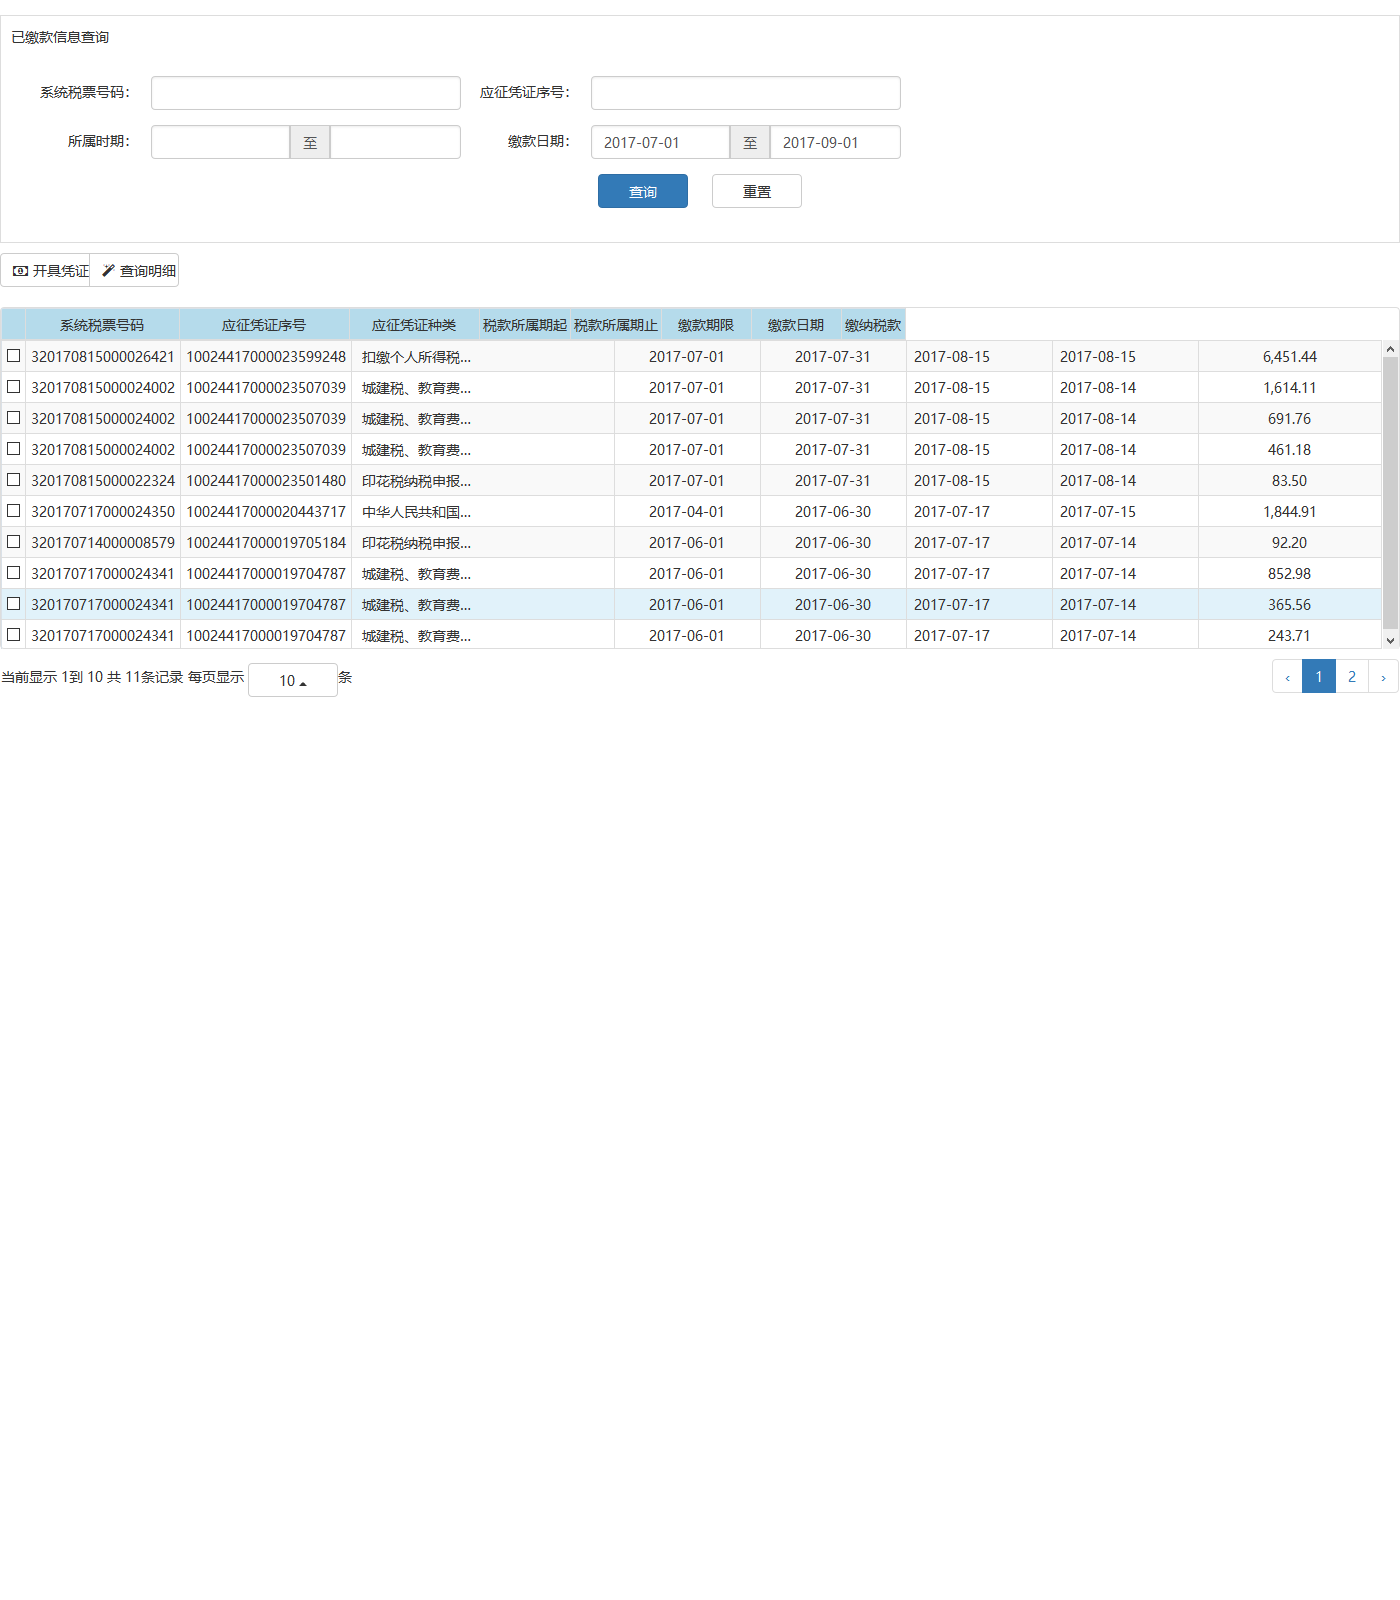 已缴款信息查询
系统税票号码： 应征凭证序号：
所属时期： 至 缴款日期： 2017-07-01 至 2017-09-01
查询 重置
开具凭证 查询明细
系统税票号码 应征凭证序号 应征凭证种类 税款所属期起 税款所属期止 缴款期限 缴款日期 缴纳税款
320170815000026421 10024417000023599248 扣缴个人所得税... 2017-07-01 2017-07-31 2017-08-15 2017-08-15 6,451.44
320170815000024002 10024417000023507039 城建税、教育费... 2017-07-01 2017-07-31 2017-08-15 2017-08-14 1,614.11
320170815000024002 10024417000023507039 城建税、教育费... 2017-07-01 2017-07-31 2017-08-15 2017-08-14 691.76
320170815000024002 10024417000023507039 城建税、教育费... 2017-07-01 2017-07-31 2017-08-15 2017-08-14 461.18
320170815000022324 10024417000023501480 印花税纳税申报... 2017-07-01 2017-07-31 2017-08-15 2017-08-14 83.50
320170717000024350 10024417000020443717 中华人民共和国... 2017-04-01 2017-06-30 2017-07-17 2017-07-15 1,844.91
320170714000008579 10024417000019705184 印花税纳税申报... 2017-06-01 2017-06-30 2017-07-17 2017-07-14 92.20
320170717000024341 10024417000019704787 城建税、教育费... 2017-06-01 2017-06-30 2017-07-17 2017-07-14 852.98
320170717000024341 10024417000019704787 城建税、教育费... 2017-06-01 2017-06-30 2017-07-17 2017-07-14 365.56
320170717000024341 10024417000019704787 城建税、教育费... 2017-06-01 2017-06-30 2017-07-17 2017-07-14 243.71
当前显示 1到 10 共 11条记录 每页显示 10 条 ‹ 1 2 ›